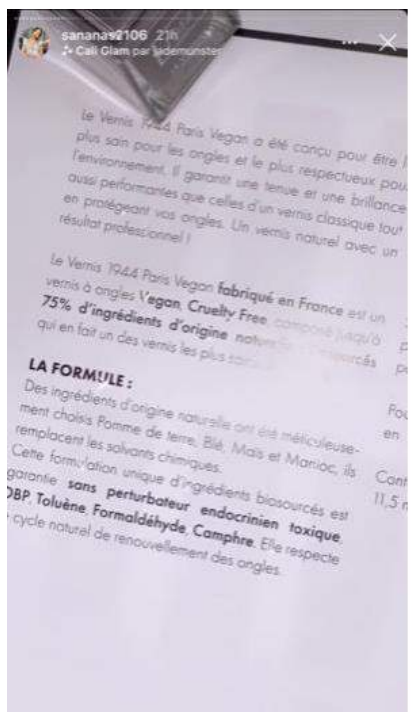 sananas2106 21h
Cali Glam par jademunster
Le Vernis 1944 Paris Vegan a été conçu pour être l
plus sain pour les ongles et le plus respectueux pou
l'environnement. Il garantit une tenue et une brillance
aussi performantes que celles d'un vernis classique tout
en protégeant vos ongles. Un vernis naturel avec un
résultat professionnel !
Le Vernis 1944 Paris Vegan fabriqué en France est un
vernis à ongles Vegan, Cruelty Free, composé jusqu'à
75% d'ingrédients d'origine naturelle
qui en fait un des vernis les plus
LA FORMULE :
Des ingrédients d'origine naturelle ont été méticuleuse-
ment choisis Pomme de terre, Blé, Maïs et Manioc, ils
remplacent les solvants chimiques.
Cette formulation unique d'ingrédients biosourcés est
garantie sans perturbateur endocrinien toxique,
DBP, Toluène, Formaldéhyde, Camphre. Elle respecte
cycle naturel de renouvellement des ongles.
p
pe
Pou
en
Cont
11,5 m